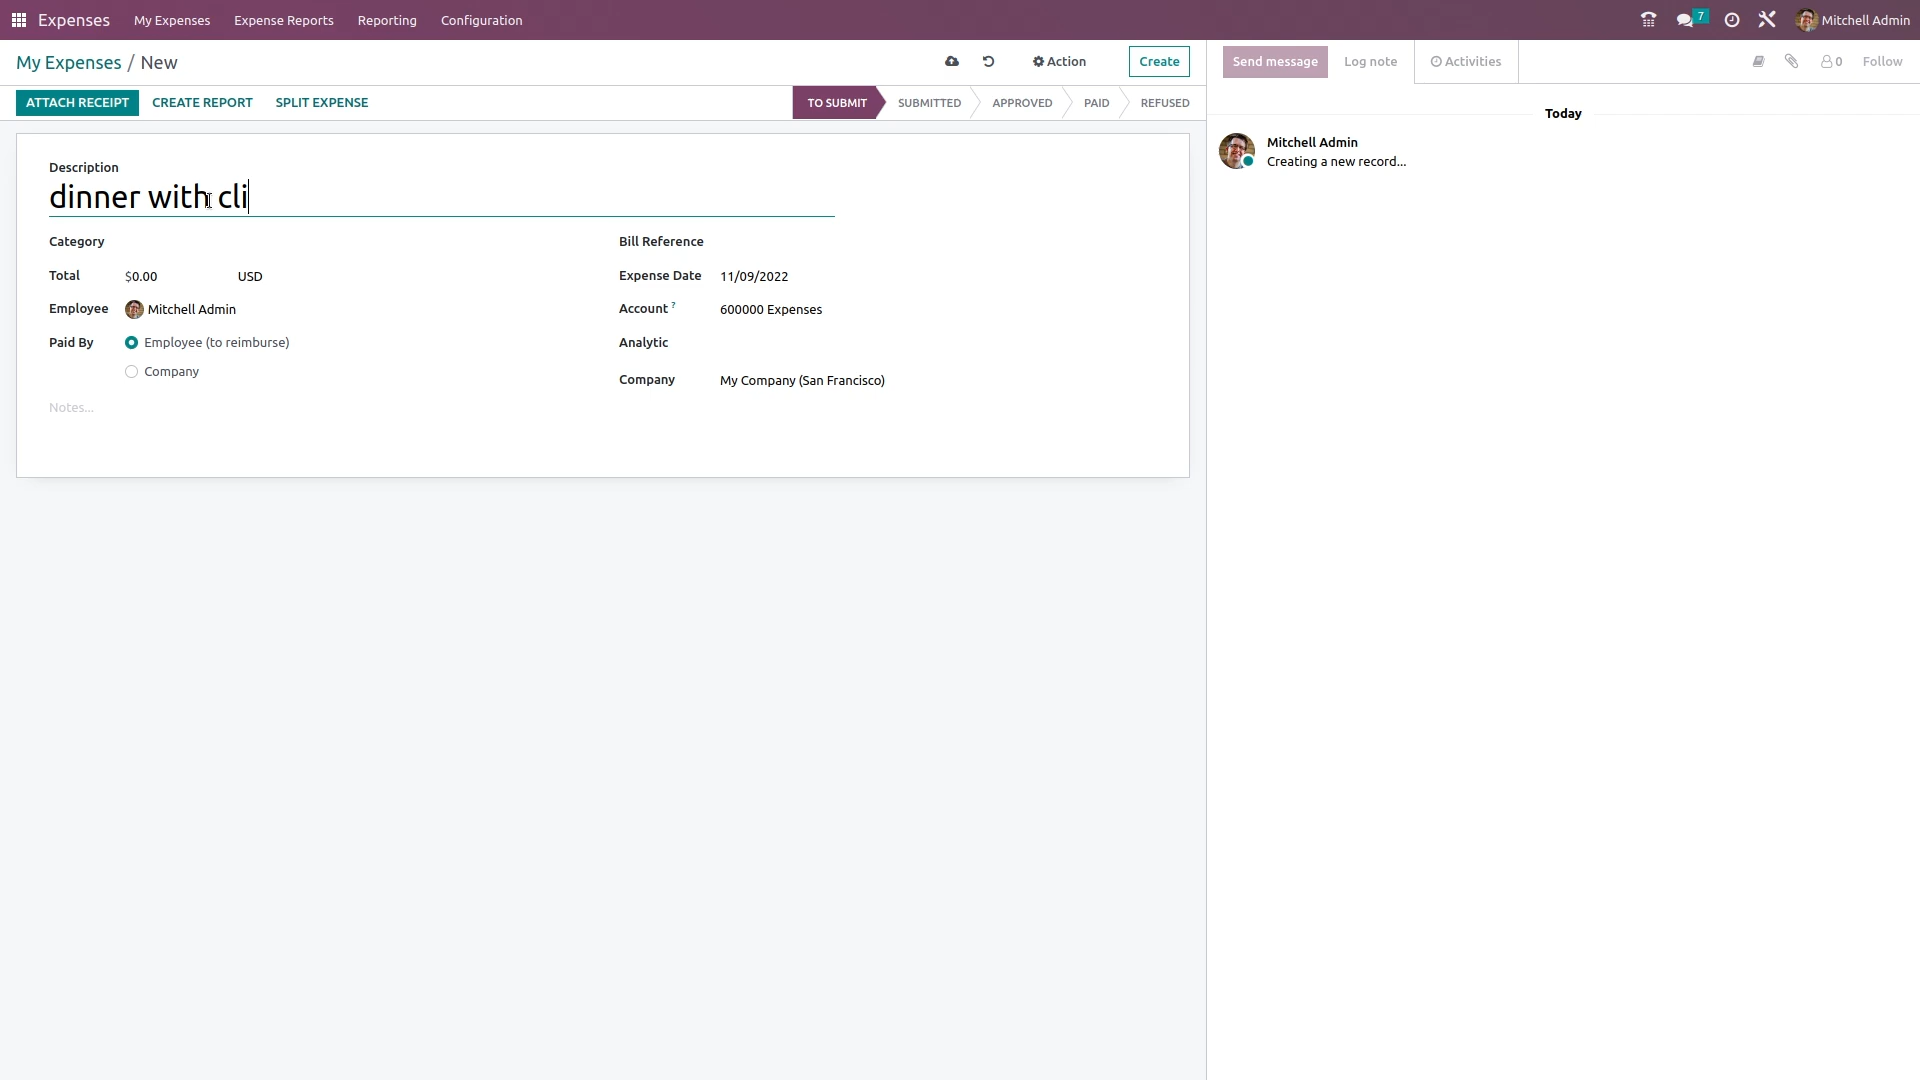 Expenses My Expenses Expense Reports Reporting Configuration 7 Mitchell Admin
My Expenses / New Action Create
Send message Log note Activities 0 Follow
ATTACH RECEIPT CREATE REPORT SPLIT EXPENSE TO SUBMIT SUBMITTED APPROVED PAID REFUSED
Description
dinner with cli
Category
Total $0.00 USD
Employee Mitchell Admin
Paid By Employee (to reimburse)
Company
Notes...
Bill Reference
Expense Date 11/09/2022
Account ? 600000 Expenses
Analytic
Company My Company (San Francisco)
Today
Mitchell Admin
Creating a new record...